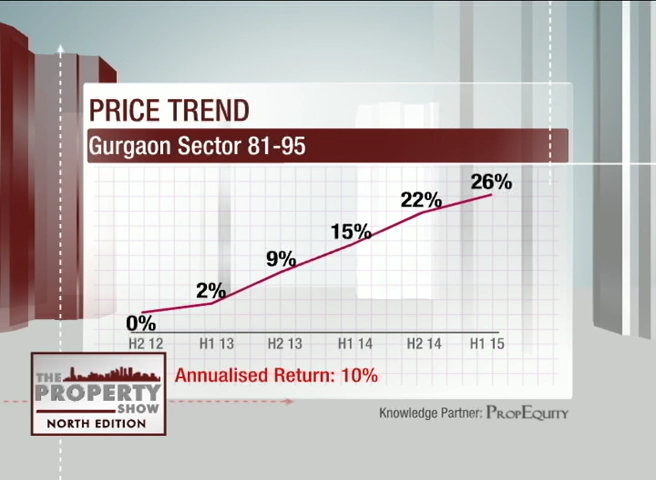 PRICE TREND
Gurgaon Sector 81-95
26%
22%
15%
9%
2%
0%
H2 12 H1 13 H2 13 H1 14 H2 14 H1 15
Annualised Return: 10%
THE
PROPERTY
SHOW
NORTH EDITION
Knowledge Partner: PROPEQUITY